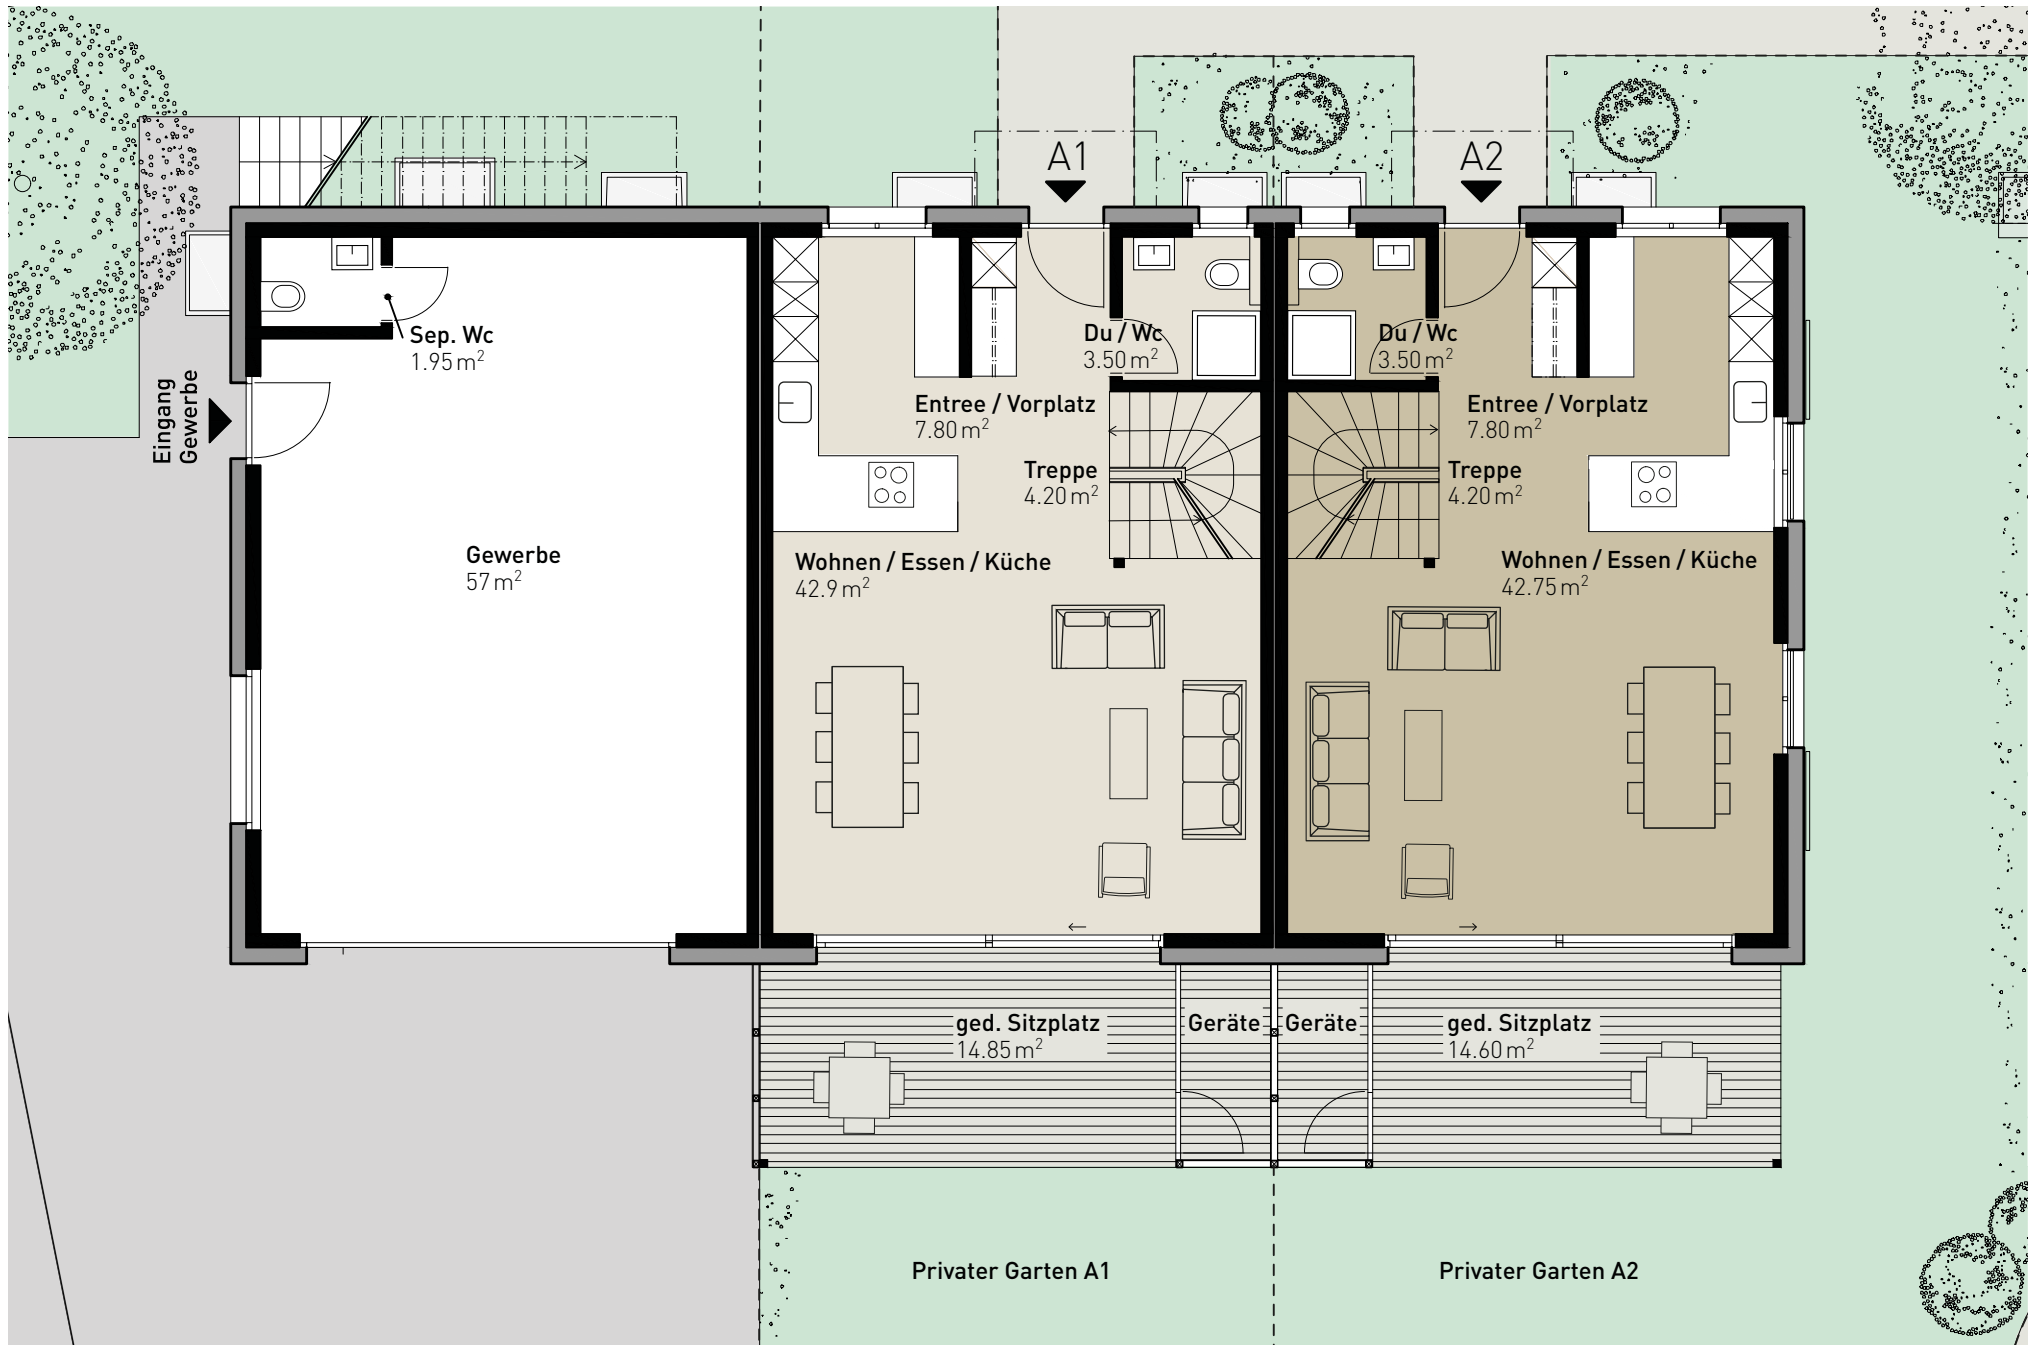 A1
A2
Sep. Wc
1.95 m²
Du / Wc
3.50 m²
Du / Wc
3.50 m²
Eingang
Gewerbe
Entree / Vorplatz
7.80 m²
Entree / Vorplatz
7.80 m²
Treppe
4.20 m²
Treppe
4.20 m²
Gewerbe
57 m²
Wohnen / Essen / Küche
42.9 m²
Wohnen / Essen / Küche
42.75 m²
ged. Sitzplatz
14.85 m²
Geräte
Geräte
ged. Sitzplatz
14.60 m²
Privater Garten A1
Privater Garten A2